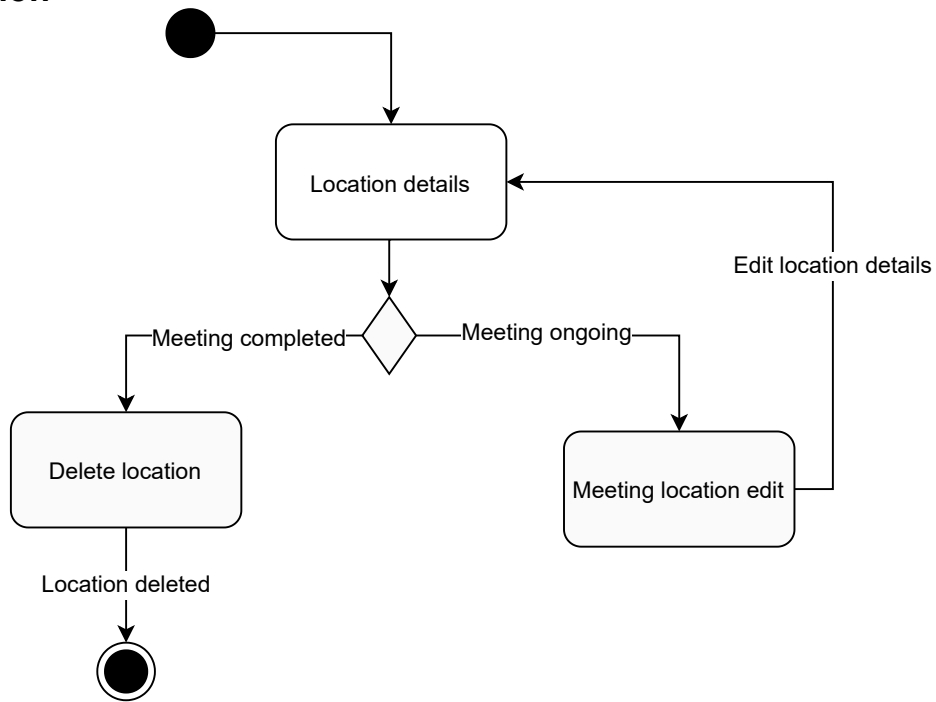 Location details
Edit location details
Meeting completed
Meeting ongoing
Delete location
Meeting location edit
Location deleted